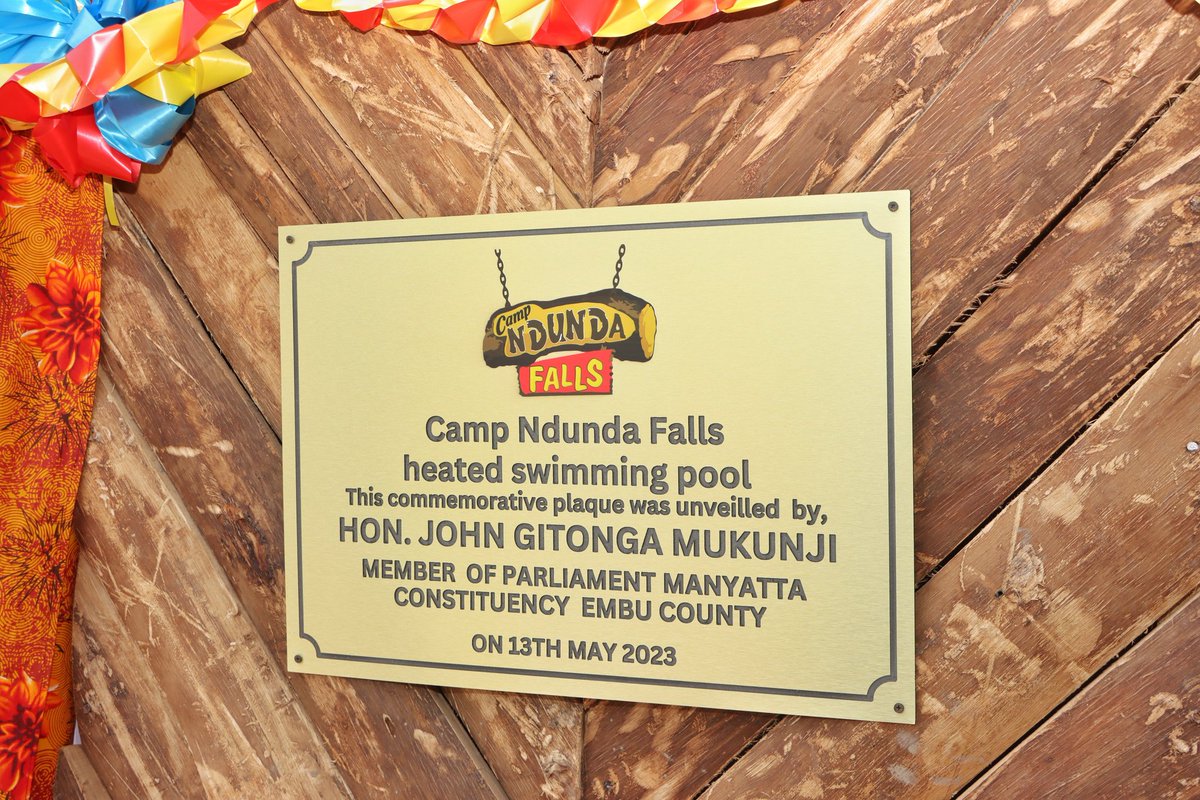 Camp
NDUNDA
FALLS
Camp Ndunda Falls
heated swimming pool
This commemorative plaque was unveilled by,
HON. JOHN GITONGA MUKUNJI
MEMBER OF PARLIAMENT MANYATTA
CONSTITUENCY EMBU COUNTY
ON 13TH MAY 2023